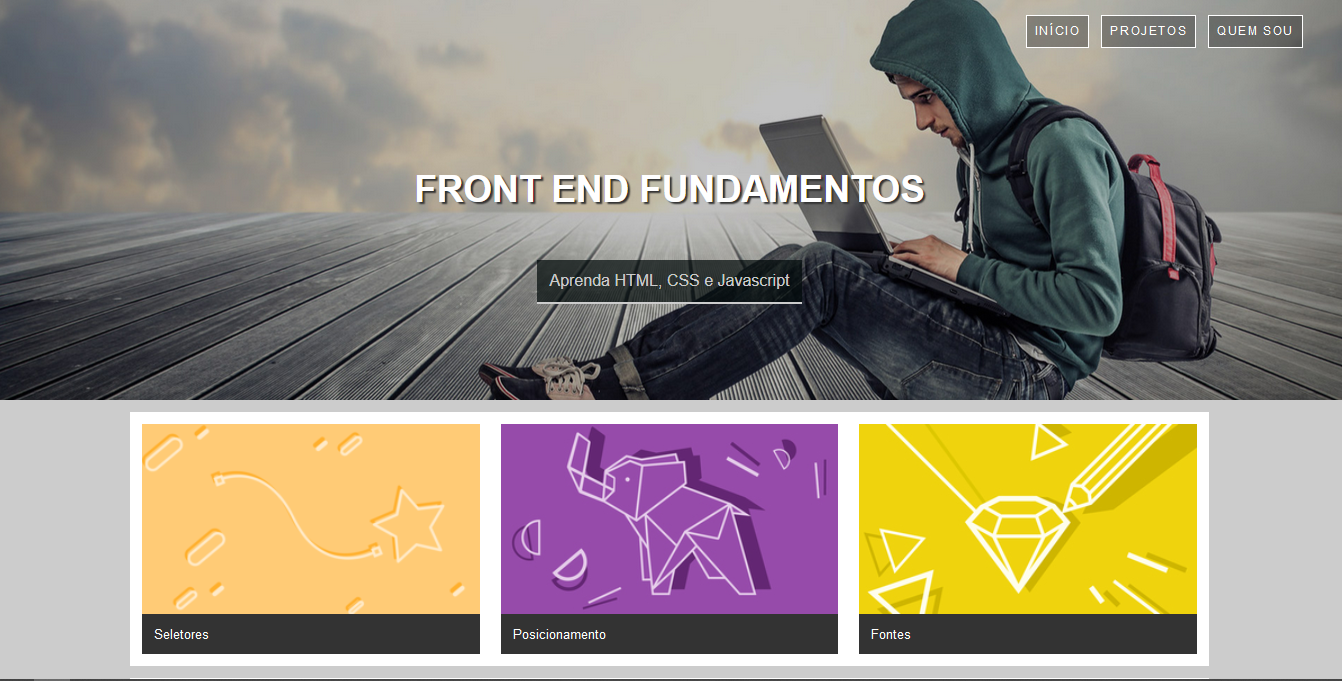 INÍCIO PROJETOS QUEM SOU
FRONT END FUNDAMENTOS
Aprenda HTML, CSS e Javascript
Seletores Posicionamento Fontes